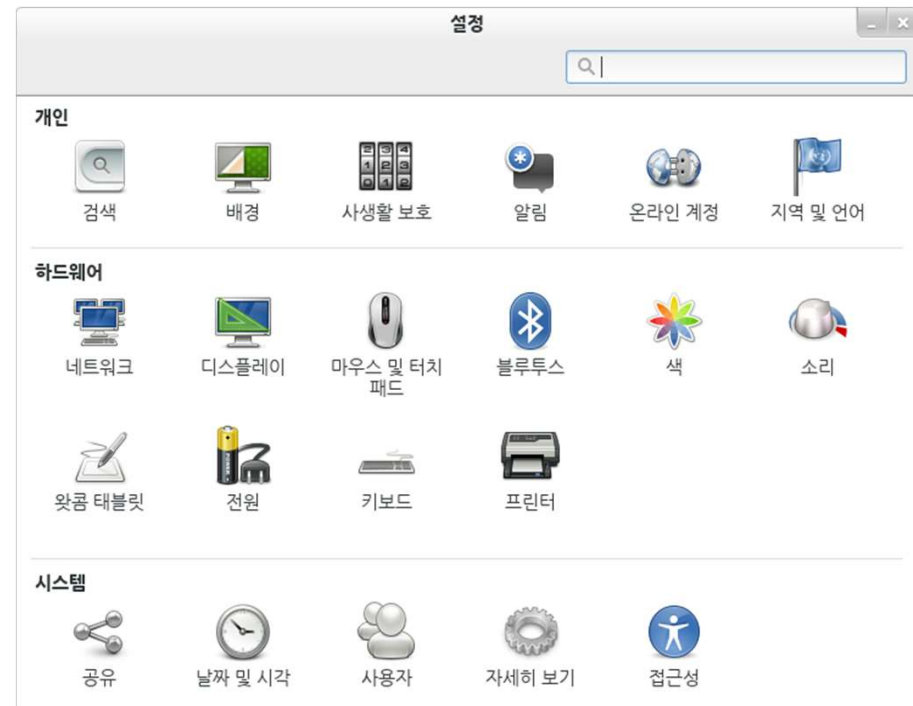 설정
개인
검색 배경 사생활 보호 알림 온라인 계정 지역 및 언어
하드웨어
네트워크 디스플레이 마우스 및 터치 블루투스 색 소리
패드
왓콤 태블릿 전원 키보드 프린터
시스템
공유 날짜 및 시각 사용자 자세히 보기 접근성